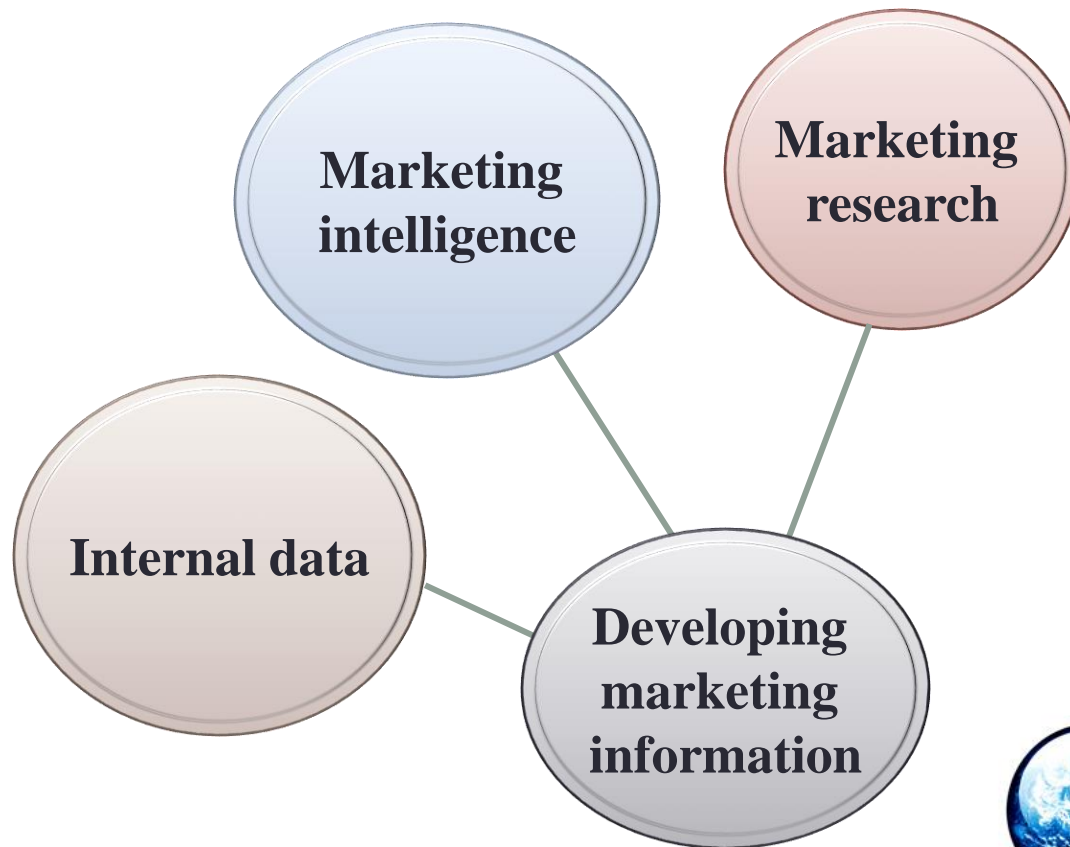 Marketing
intelligence
Marketing
research
Internal data
Developing
marketing
information